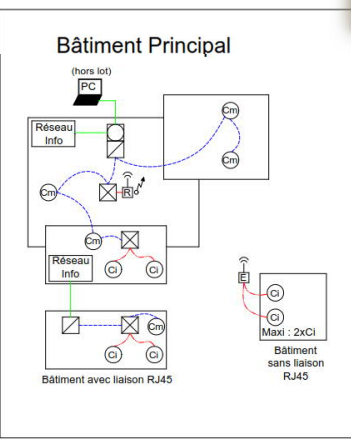 Bâtiment Principal
(hors lot)
PC
Réseau
Info
Cm
Cm
Cm
R
Cm
Réseau
Info
Ci
Ci
E
Ci
Ci
Maxi : 2xCi
Cm
Ci
Ci
Bâtiment
sans liaison
RJ45
Bâtiment avec liaison RJ45